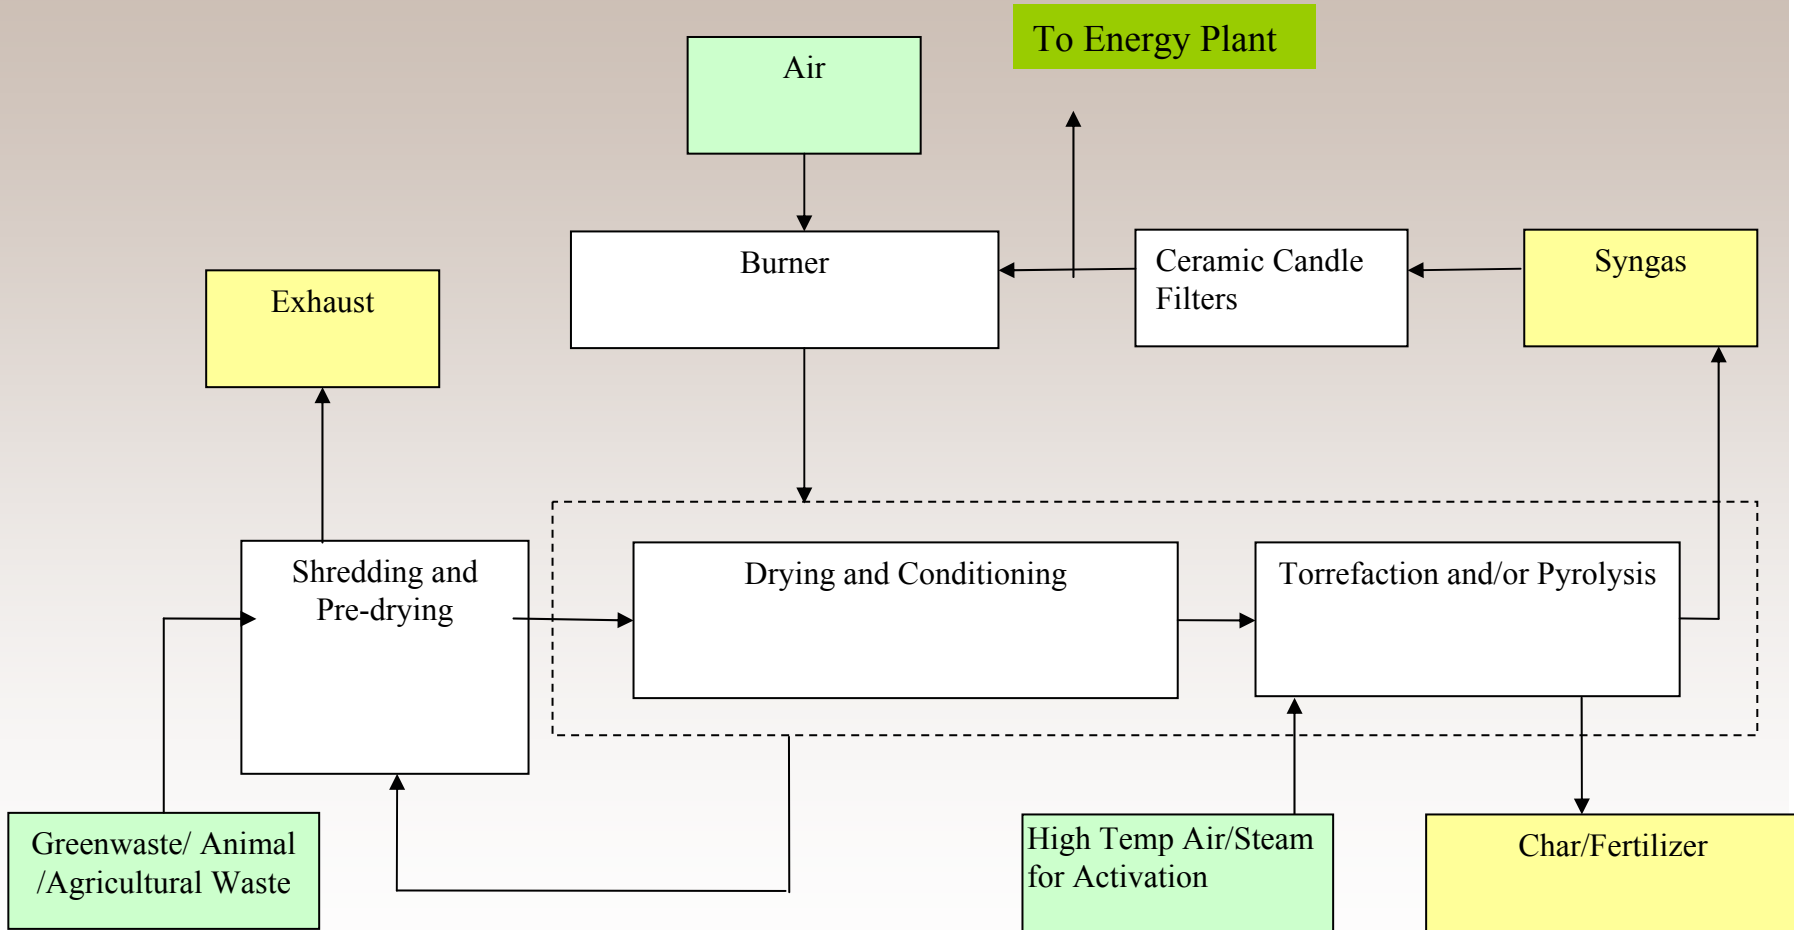 To Energy Plant
Air
Burner
Ceramic Candle
Filters
Syngas
Exhaust
Shredding and
Pre-drying
Drying and Conditioning
Torrefaction and/or Pyrolysis
Greenwaste/ Animal
/Agricultural Waste
High Temp Air/Steam
for Activation
Char/Fertilizer